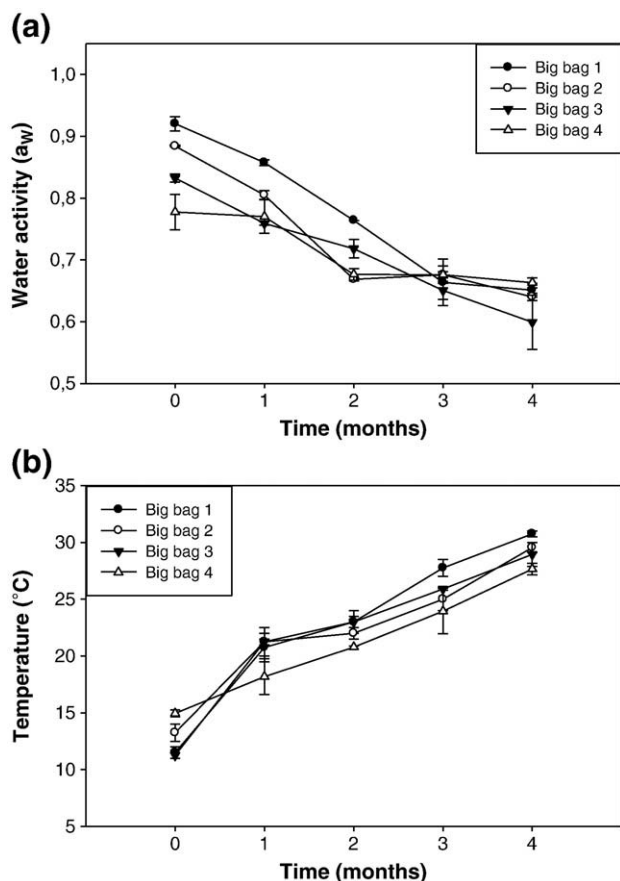 (a)
1,0
0,9
0,8
0,7
0,6
0,5
Water activity (aw)
Big bag 1
Big bag 2
Big bag 3
Big bag 4
0 1 2 3 4
Time (months)
(b)
35
30
25
20
15
10
5
Temperature (°C)
Big bag 1
Big bag 2
Big bag 3
Big bag 4
0 1 2 3 4
Time (months)